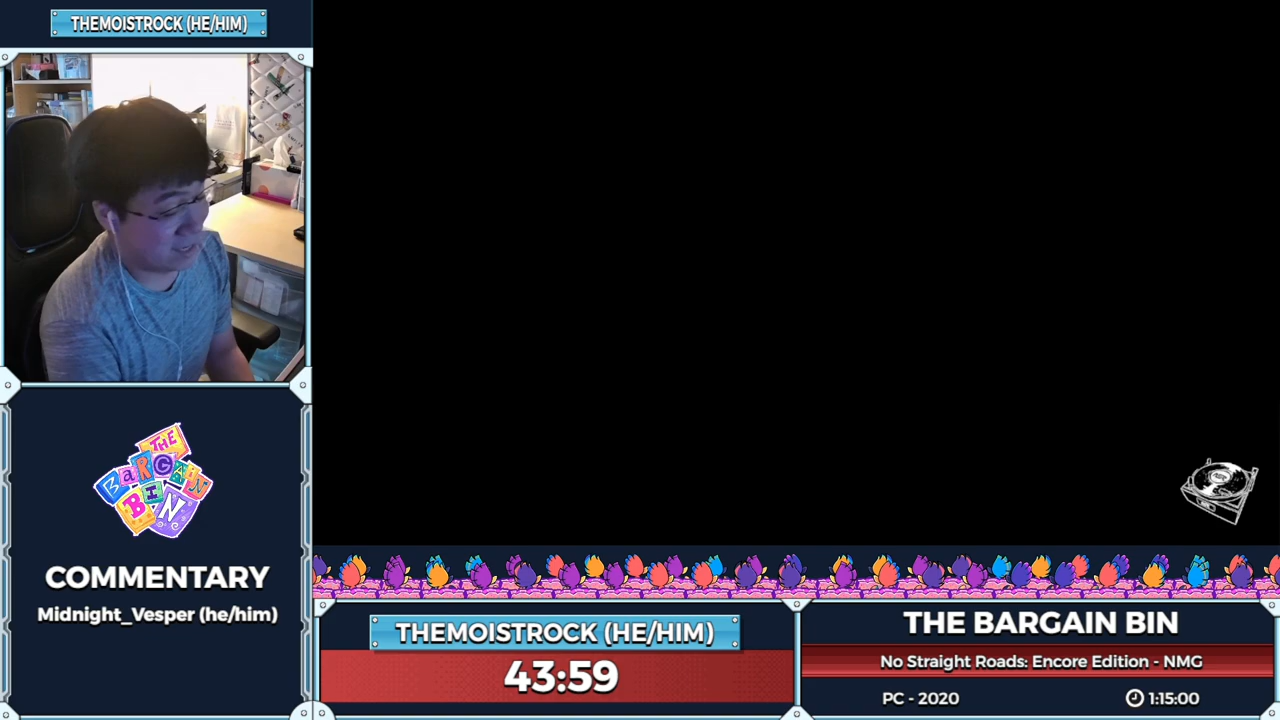 THEMOISTROCK (HE/HIM)
THE
BARGAIN
BIN
COMMENTARY
Midnight_Vesper (he/him)
THEMOISTROCK (HE/HIM)
43:59
THE BARGAIN BIN
No Straight Roads: Encore Edition - NMG
PC - 2020
1:15:00